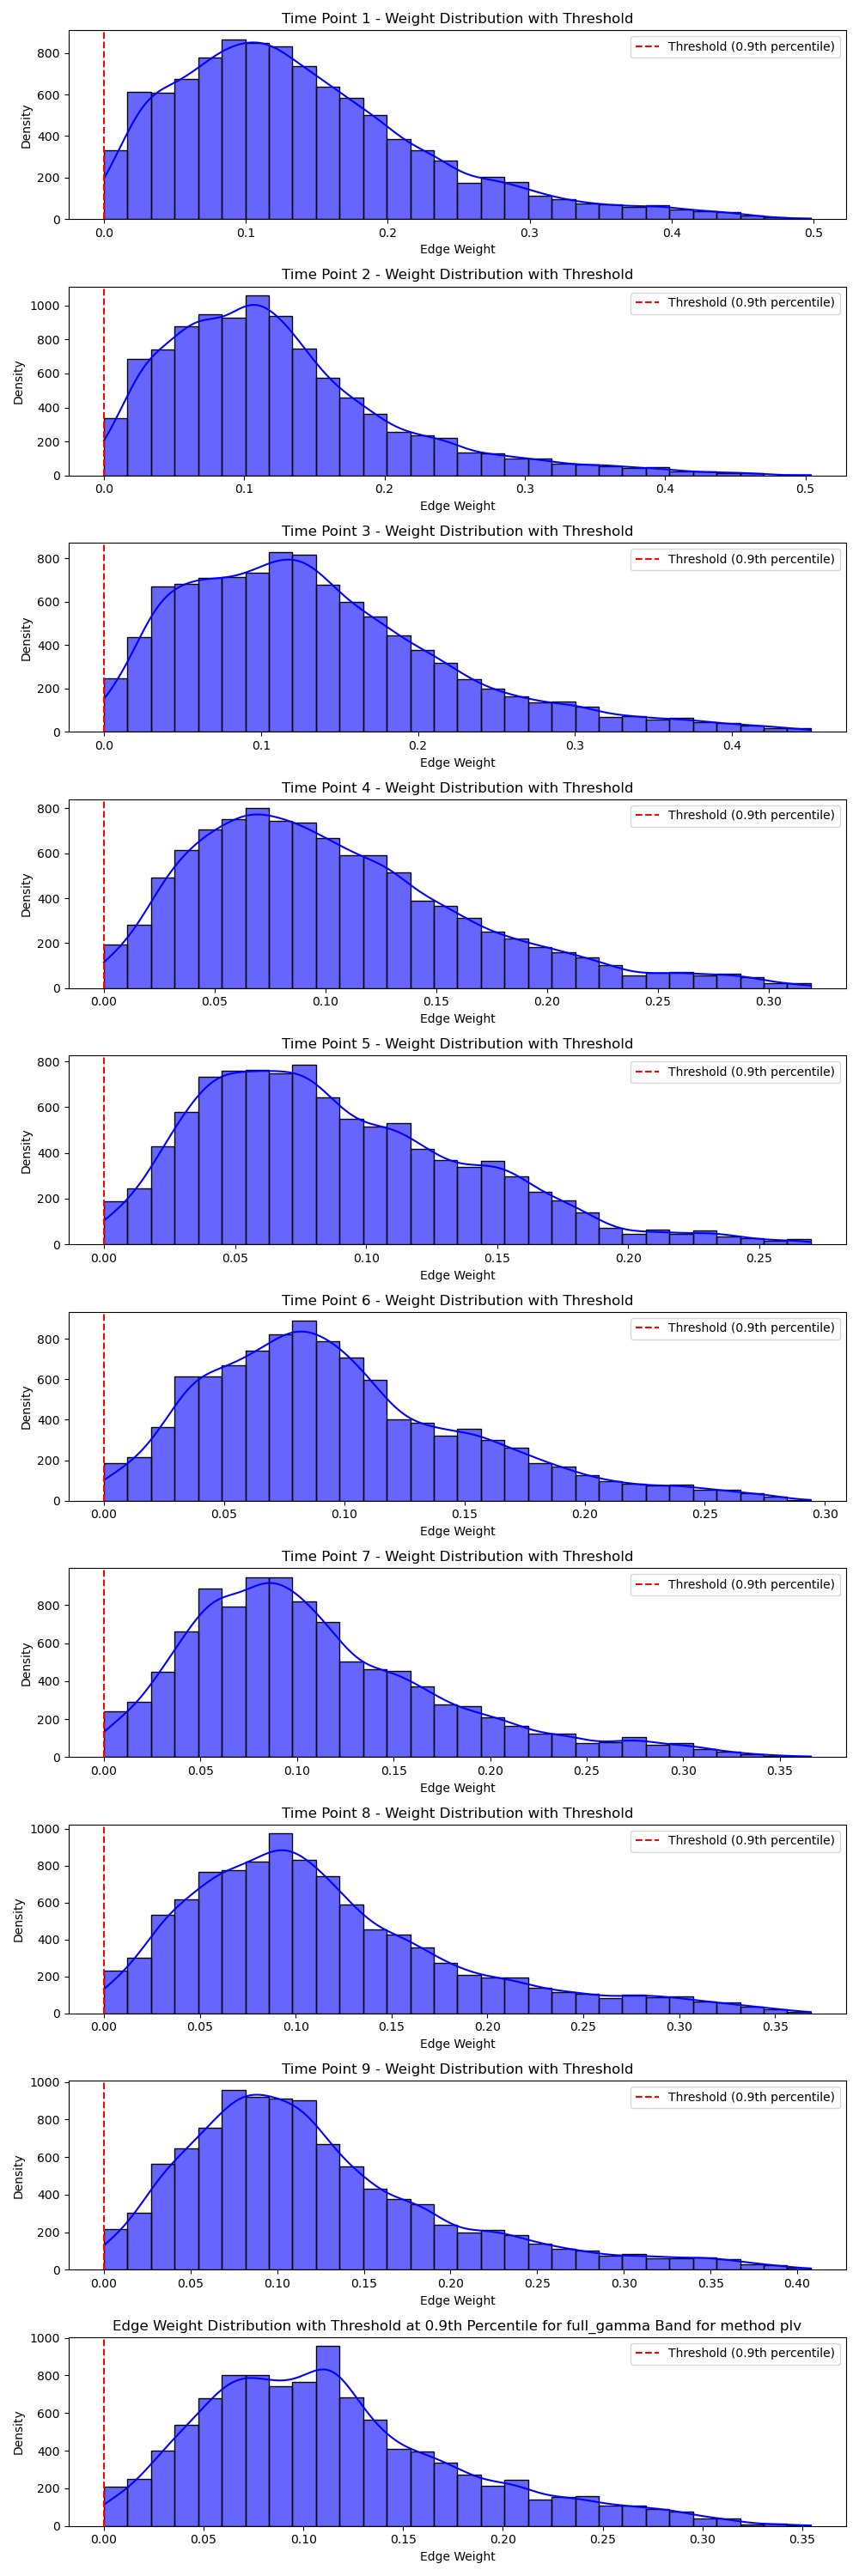 Time Point 1 - Weight Distribution with Threshold
Threshold (0.9th percentile)
Density
800
600
400
200
0
0.0 0.1 0.2 0.3 0.4 0.5
Edge Weight
Time Point 2 - Weight Distribution with Threshold
Threshold (0.9th percentile)
Density
1000
800
600
400
200
0
0.0 0.1 0.2 0.3 0.4 0.5
Edge Weight
Time Point 3 - Weight Distribution with Threshold
Threshold (0.9th percentile)
Density
800
600
400
200
0
0.0 0.1 0.2 0.3 0.4
Edge Weight
Time Point 4 - Weight Distribution with Threshold
Threshold (0.9th percentile)
Density
800
600
400
200
0
0.00 0.05 0.10 0.15 0.20 0.25 0.30
Edge Weight
Time Point 5 - Weight Distribution with Threshold
Threshold (0.9th percentile)
Density
800
600
400
200
0
0.00 0.05 0.10 0.15 0.20 0.25
Edge Weight
Time Point 6 - Weight Distribution with Threshold
Threshold (0.9th percentile)
Density
800
600
400
200
0
0.00 0.05 0.10 0.15 0.20 0.25 0.30
Edge Weight
Time Point 7 - Weight Distribution with Threshold
Threshold (0.9th percentile)
Density
800
600
400
200
0
0.00 0.05 0.10 0.15 0.20 0.25 0.30 0.35
Edge Weight
Time Point 8 - Weight Distribution with Threshold
Threshold (0.9th percentile)
Density
1000
800
600
400
200
0
0.00 0.05 0.10 0.15 0.20 0.25 0.30 0.35
Edge Weight
Time Point 9 - Weight Distribution with Threshold
Threshold (0.9th percentile)
Density
1000
800
600
400
200
0
0.00 0.05 0.10 0.15 0.20 0.25 0.30 0.35 0.40
Edge Weight
Edge Weight Distribution with Threshold at 0.9th Percentile for full_gamma Band for method plv
Threshold (0.9th percentile)
Density
1000
800
600
400
200
0
0.00 0.05 0.10 0.15 0.20 0.25 0.30 0.35
Edge Weight